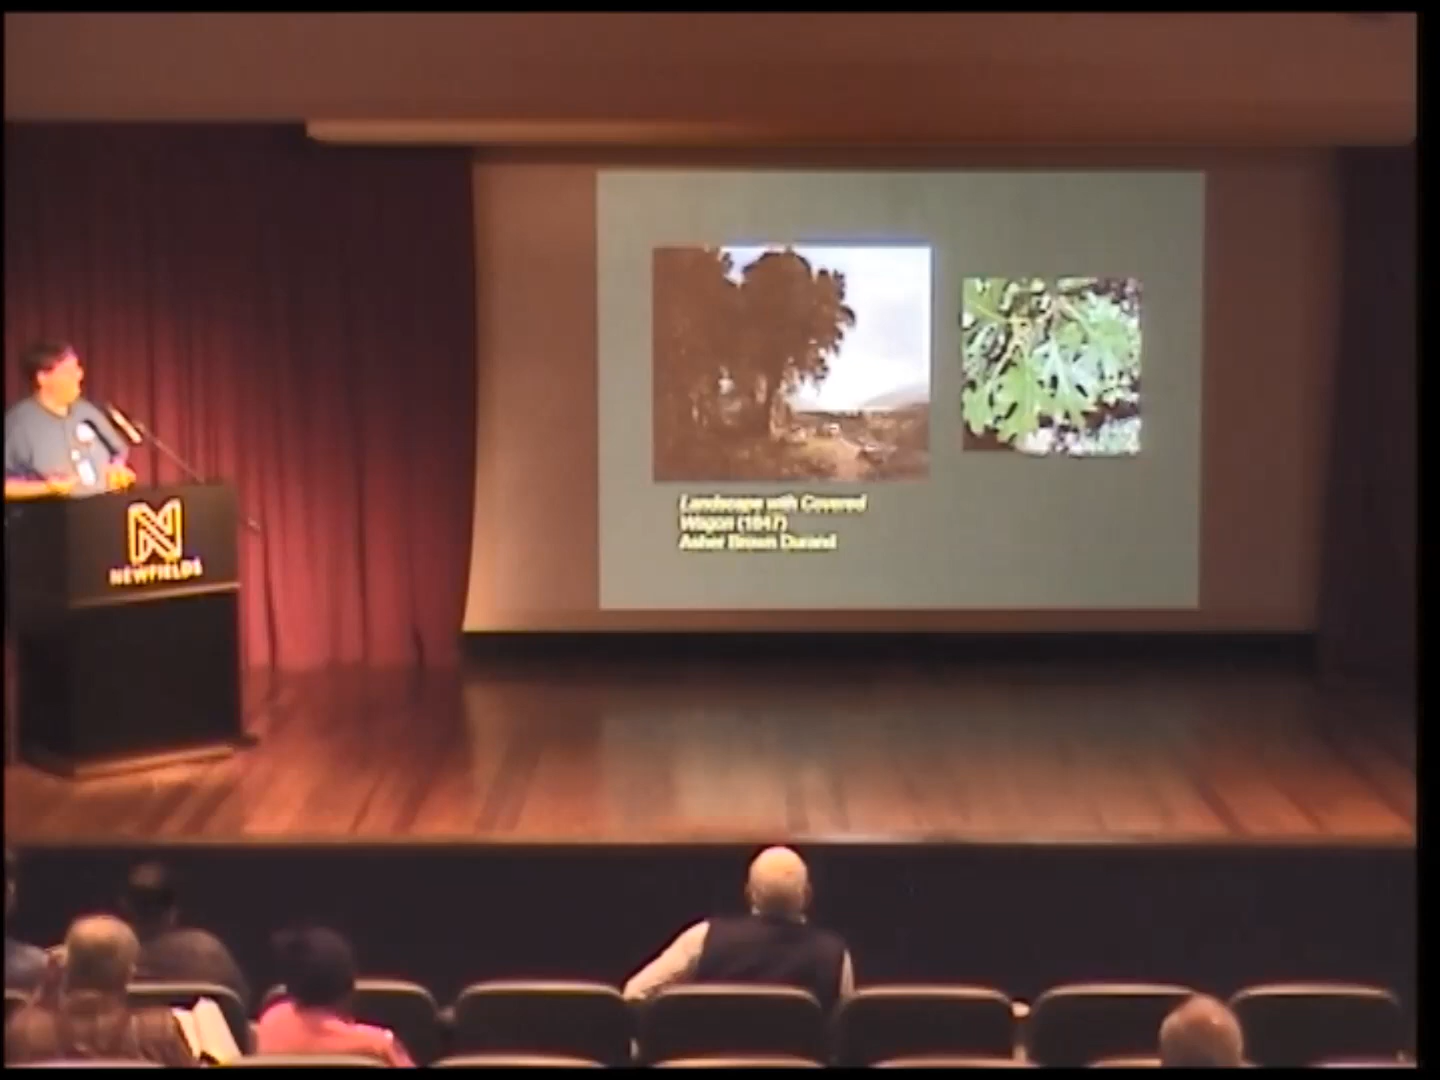 Landscape with Covered
Wagon (1847)
Asher Brown Durand
N
NEWFIELDS